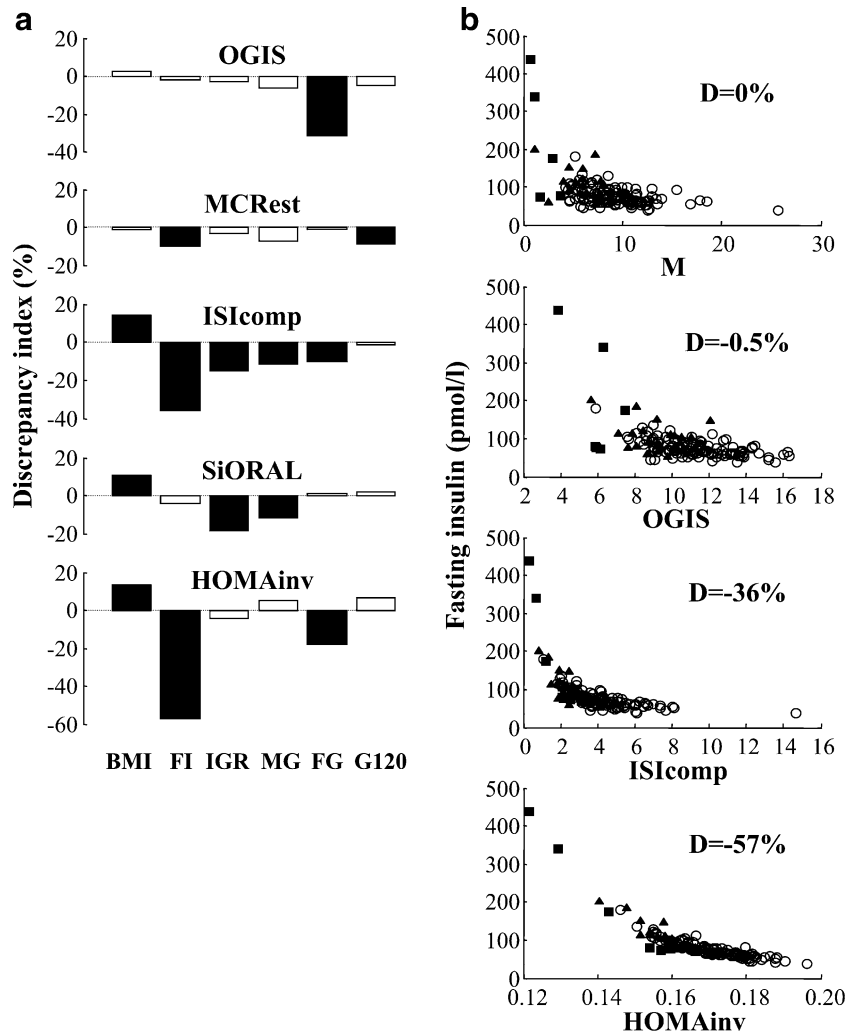 a
Discrepancy index (%)
OGIS
20
0
-20
-40
MCRest
20
0
-20
ISIcomp
20
0
-20
-40
SiORAL
20
0
-20
HOMAinv
20
0
-20
-40
-60
BMI FI IGR MG FG G120
b
Fasting insulin (pmol/l)
500
400
300
200
100
0
D=0%
0 10 20 30
M
500
400
300
200
100
0
D=-0.5%
2 4 6 8 10 12 14 16 18
OGIS
500
400
300
200
100
0
D=-36%
0 2 4 6 8 10 12 14 16
ISIcomp
500
400
300
200
100
0
D=-57%
0.12 0.14 0.16 0.18 0.20
HOMAinv